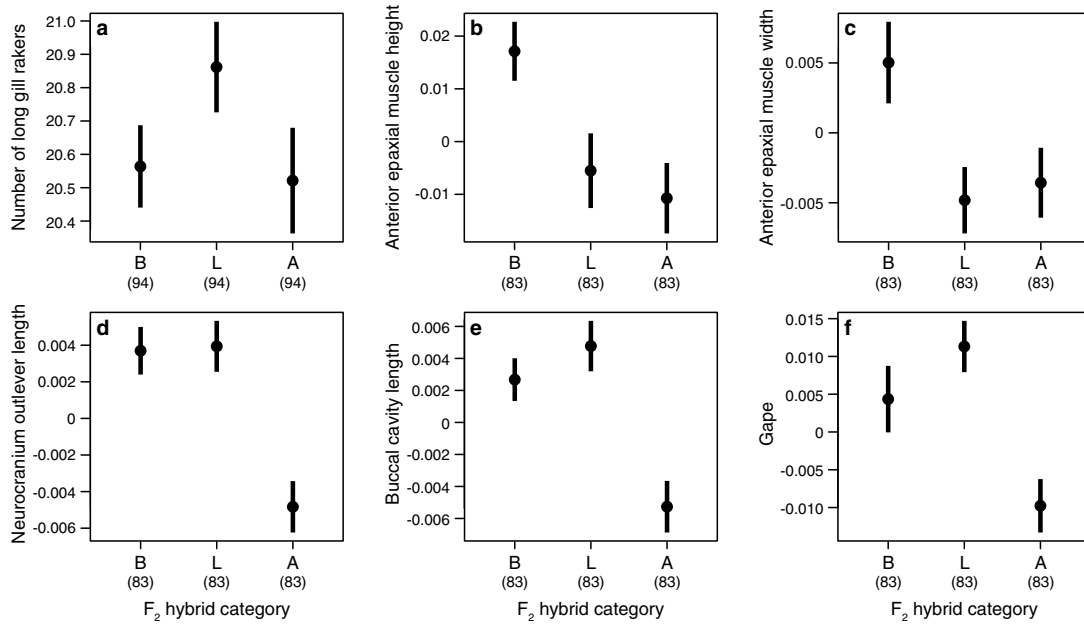 a
Number of long gill rakers
21.0
20.9
20.8
20.7
20.6
20.5
20.4
B L A
(94) (94) (94)
b
Anterior epaxial muscle height
0.02
0.01
0
-0.01
B L A
(83) (83) (83)
c
Anterior epaxial muscle width
0.005
0
-0.005
B L A
(83) (83) (83)
d
Neurocranium outlever length
0.004
0.002
0
-0.002
-0.004
-0.006
B L A
(83) (83) (83)
F2 hybrid category
e
Buccal cavity length
0.006
0.004
0.002
0
-0.002
-0.004
-0.006
B L A
(83) (83) (83)
F2 hybrid category
f
Gape
0.015
0.010
0.005
0
-0.005
-0.010
B L A
(83) (83) (83)
F2 hybrid category